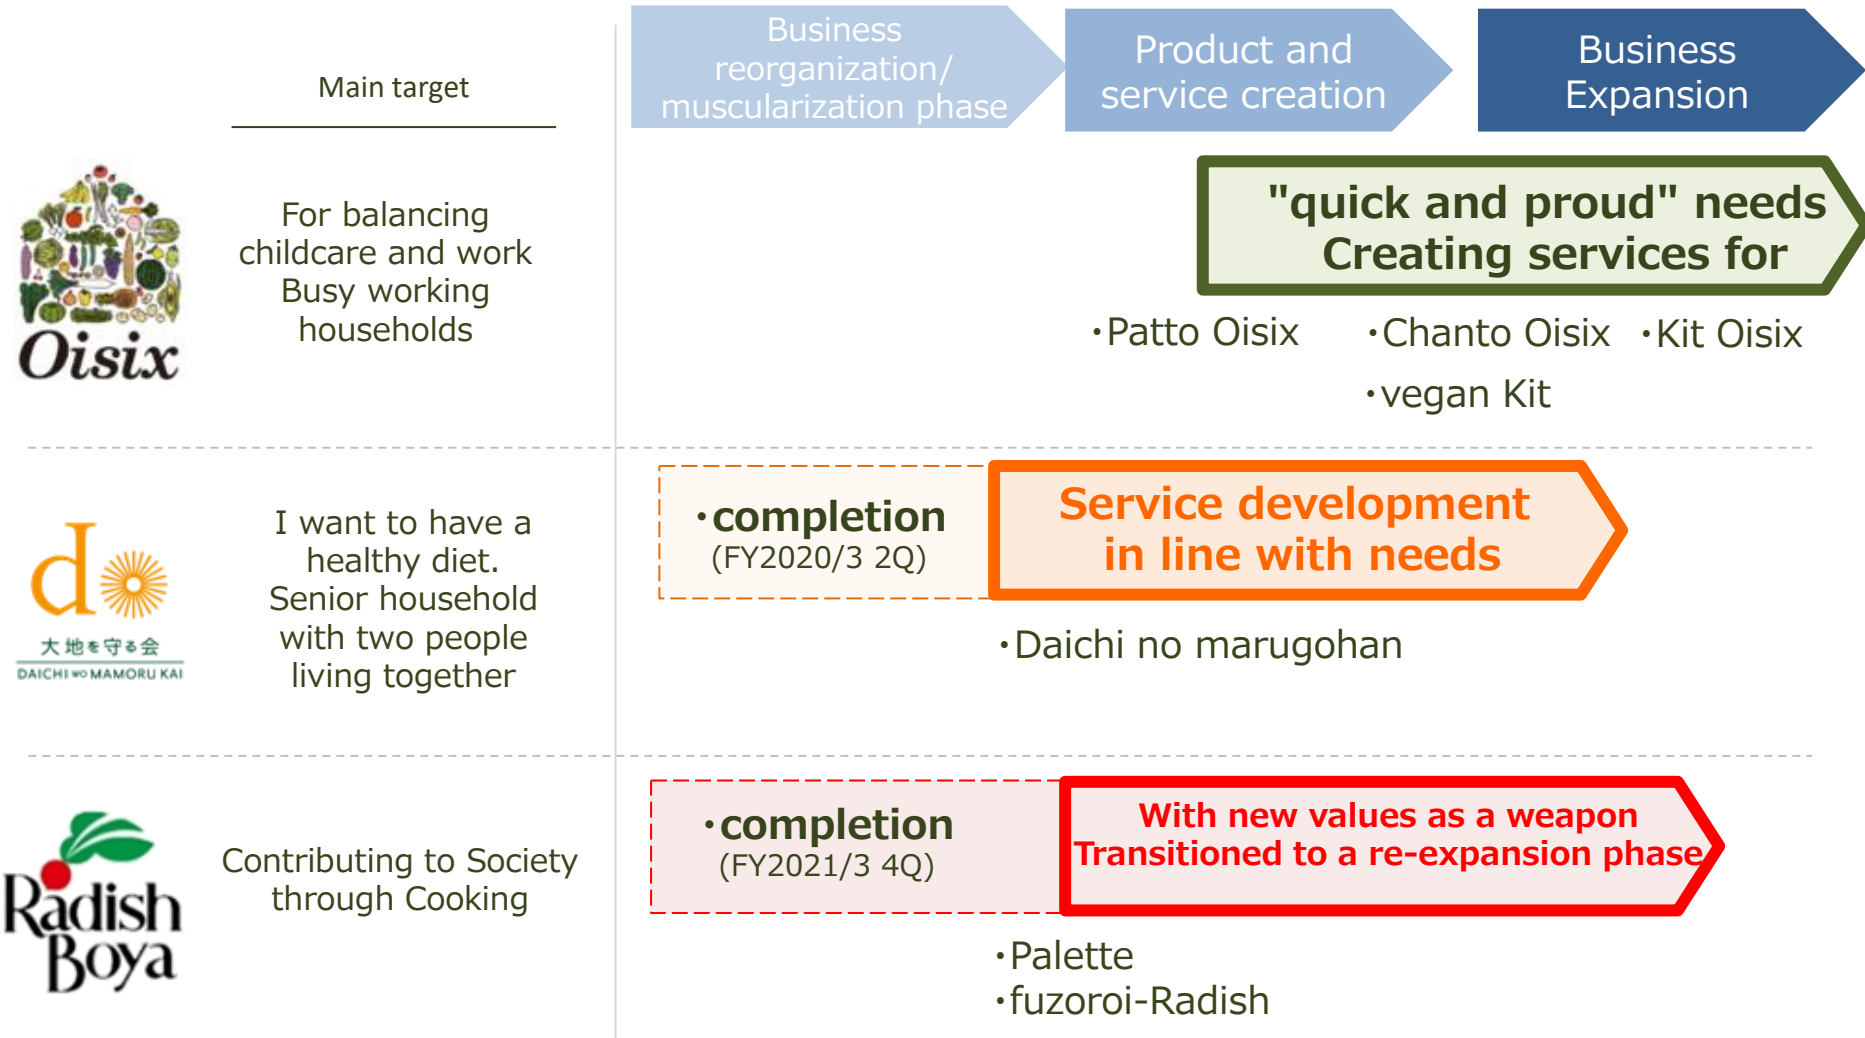 Main target
Business
reorganization/
muscularization phase
Product and
service creation
Business
Expansion
Oisix
For balancing
childcare and work
Busy working
households
"quick and proud" needs
Creating services for
・Patto Oisix
・Chanto Oisix
・Kit Oisix
・vegan Kit
d
大地を守る会
DAICHI WO MAMORU KAI
I want to have a
healthy diet.
Senior household
with two people
living together
・completion
(FY2020/3 2Q)
Service development
in line with needs
・Daichi no marugohan
Radish
Boya
Contributing to Society
through Cooking
・completion
(FY2021/3 4Q)
With new values as a weapon
Transitioned to a re-expansion phase
・Palette
・fuzoroi-Radish